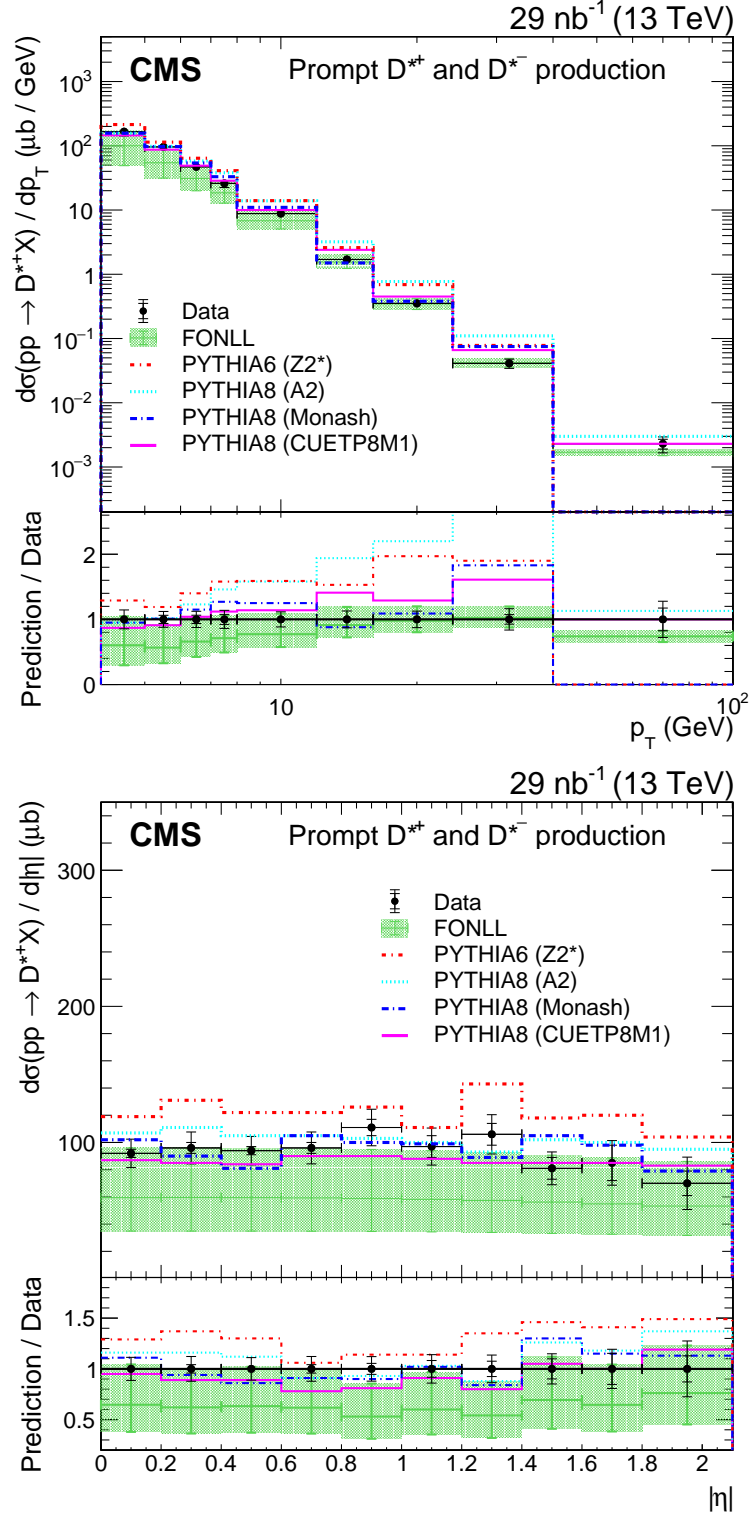 29 nb⁻¹ (13 TeV)
CMS Prompt D*⁺ and D*⁻ production
dσ(pp → D*⁺X) / dp_T (μb / GeV)
10³
10²
10
1
10⁻¹
10⁻²
10⁻³
Data
FONLL
PYTHIA6 (Z2*)
PYTHIA8 (A2)
PYTHIA8 (Monash)
PYTHIA8 (CUETP8M1)
Prediction / Data
2
1
0
10 10²
p_T (GeV)
29 nb⁻¹ (13 TeV)
CMS Prompt D*⁺ and D*⁻ production
dσ(pp → D*⁺X) / d|η| (μb)
300
200
100
Data
FONLL
PYTHIA6 (Z2*)
PYTHIA8 (A2)
PYTHIA8 (Monash)
PYTHIA8 (CUETP8M1)
Prediction / Data
1.5
1
0.5
0 0.2 0.4 0.6 0.8 1 1.2 1.4 1.6 1.8 2
|η|